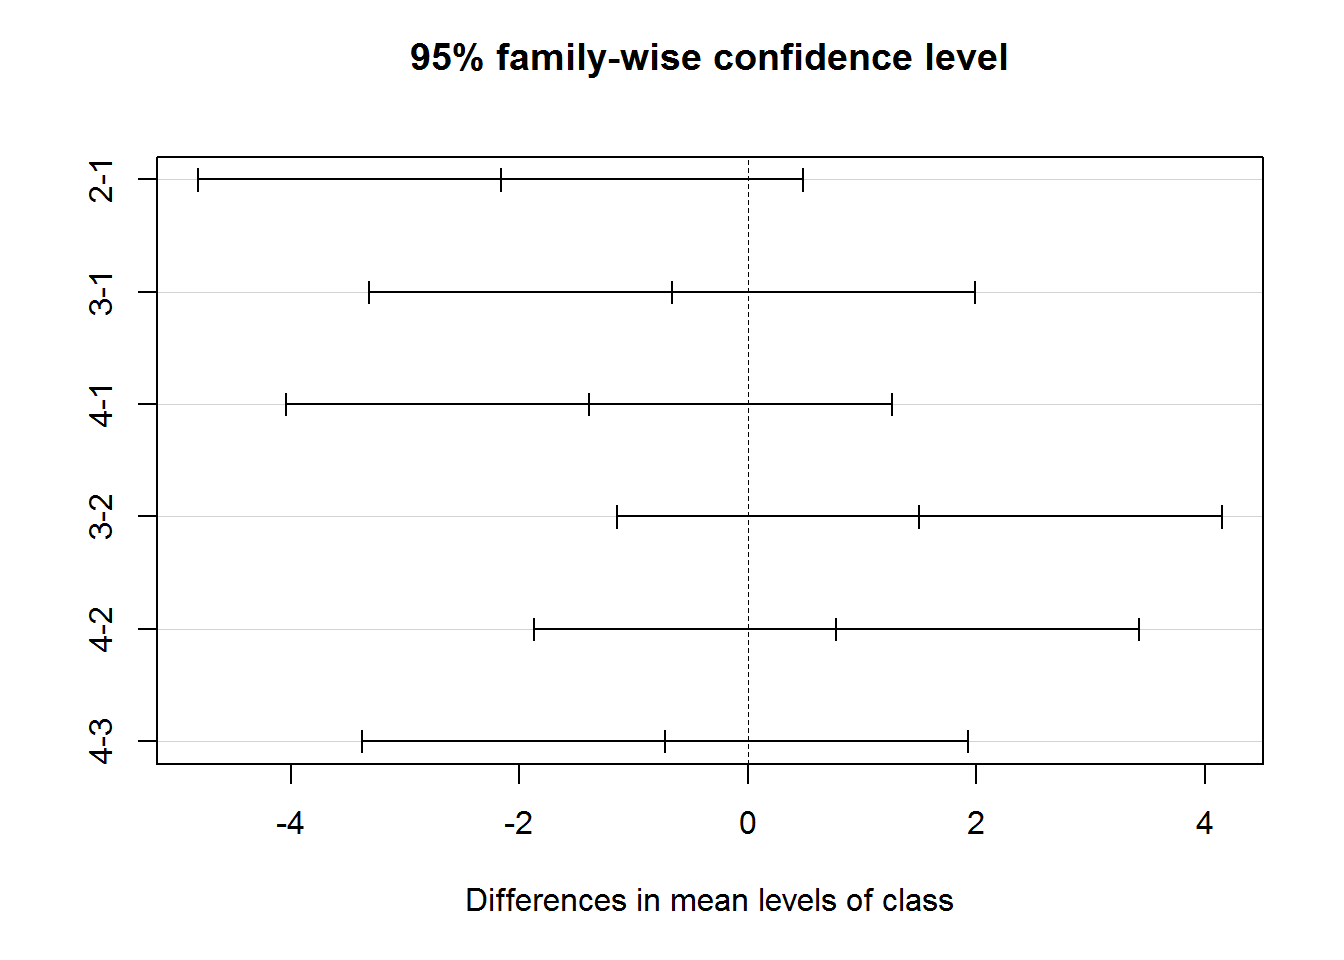 95% family-wise confidence level
2-1
3-1
4-1
3-2
4-2
4-3
-4 -2 0 2 4
Differences in mean levels of class